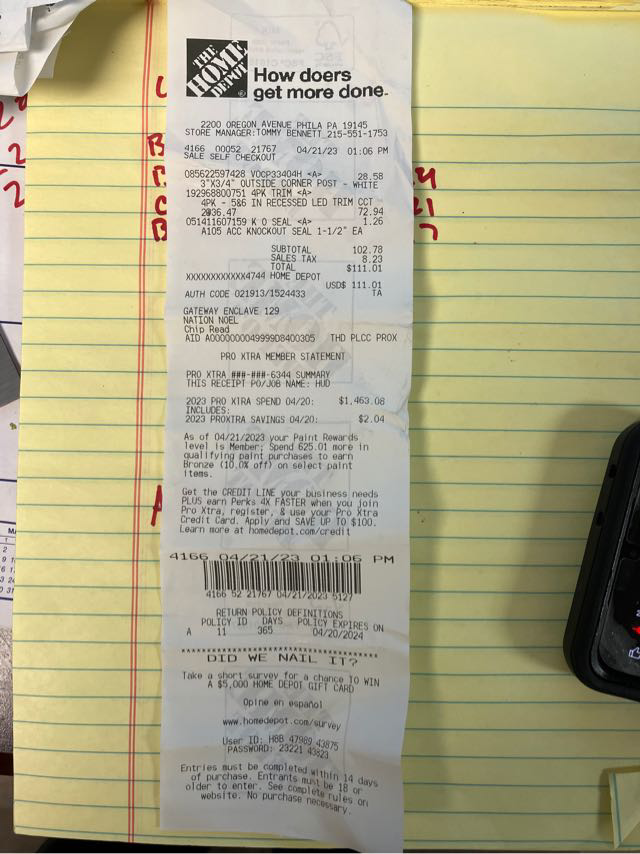 THE HOME DEPOT
How doers
get more done.
2200 OREGON AVENUE PHILA PA 19145
STORE MANAGER:TOMMY BENNETT 215-551-1753
4166 00052 21767 04/21/23 01:06 PM
SALE SELF CHECKOUT
085622597428 VOCP33404H <A> 28.58
3"X3/4" OUTSIDE CORNER POST - WHITE
192968800751 4PK TRIM <A>
4PK - 5&6 IN RECESSED LED TRIM CCT
2@36.47 72.94
051411607159 K O SEAL <A> 1.26
A105 ACC KNOCKOUT SEAL 1-1/2" EA
SUBTOTAL 102.78
SALES TAX 8.23
TOTAL $111.01
XXXXXXXXXXXX4744 HOME DEPOT
USD$ 111.01
AUTH CODE 021913/1524433 TA
GATEWAY ENCLAVE 129
NATION NOEL
Chip Read
AID A0000000049999D8400305 THD PLCC PROX
PRO XTRA MEMBER STATEMENT
PRO XTRA ###-###-6344 SUMMARY
THIS RECEIPT PO/JOB NAME: HUD
2023 PRO XTRA SPEND 04/20: $1,463.08
INCLUDES:
2023 PROXTRA SAVINGS 04/20: $2.04
As of 04/21/2023 your Paint Rewards
level is Member; Spend 625.01 more in
qualifying paint purchases to earn
Bronze (10.0% off) on select paint
items.
Get the CREDIT LINE your business needs
PLUS earn Perks 4X FASTER when you join
Pro Xtra, register, & use your Pro Xtra
Credit Card. Apply and SAVE UP TO $100.
Learn more at homedepot.com/credit
4166 04/21/23 01:06 PM
4166 52 21767 04/21/2023 5127
RETURN POLICY DEFINITIONS
POLICY ID DAYS POLICY EXPIRES ON
A 11 365 04/20/2024
DID WE NAIL IT?
Take a short survey for a chance TO WIN
A $5,000 HOME DEPOT GIFT CARD
Opine en español
www.homedepot.com/survey
User ID: H8B 47989 43875
PASSWORD: 23221 43823
Entries must be completed within 14 days
of purchase. Entrants must be 18 or
older to enter. See complete rules on
website. No purchase necessary.